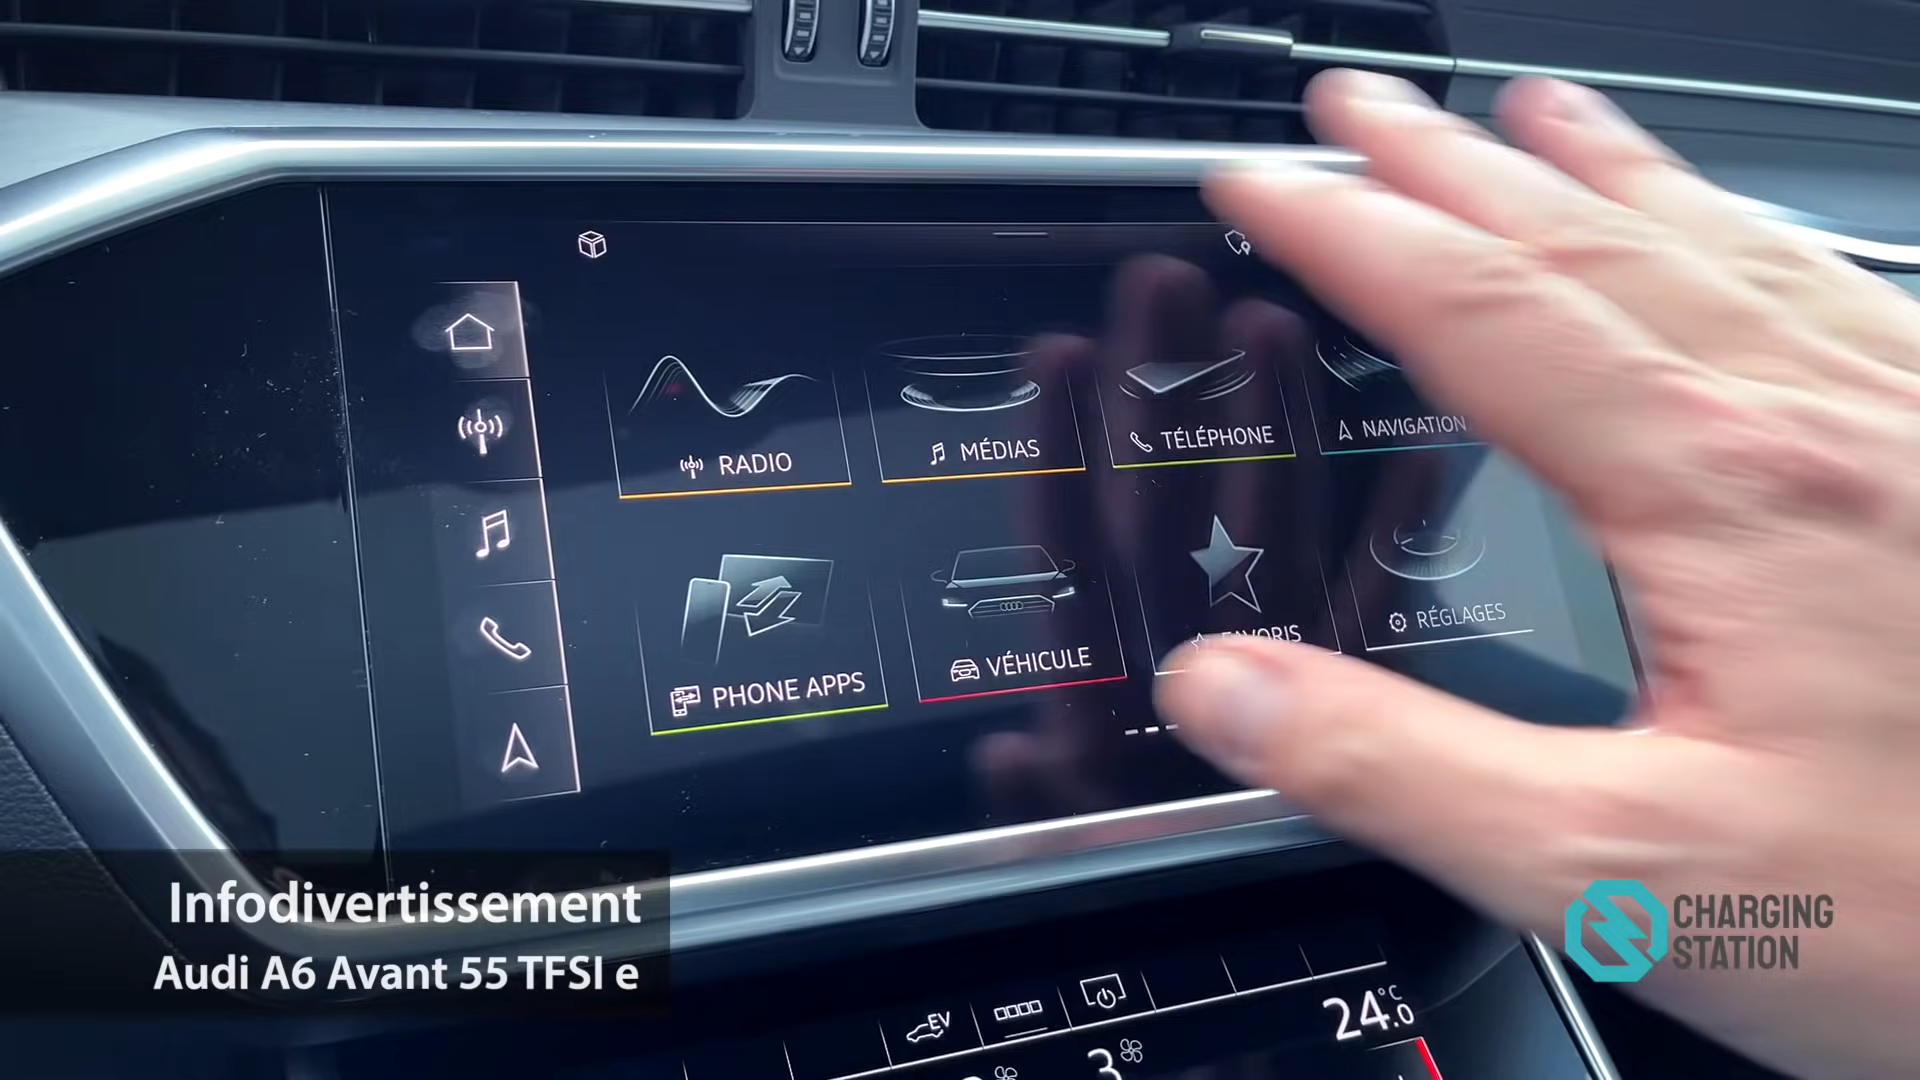 RADIO
MÉDIAS
TÉLÉPHONE
NAVIGATION
PHONE APPS
VÉHICULE
FAVORIS
RÉGLAGES
Infodivertissement
Audi A6 Avant 55 TFSI e
CHARGING
STATION
EV
24.0 °C
3